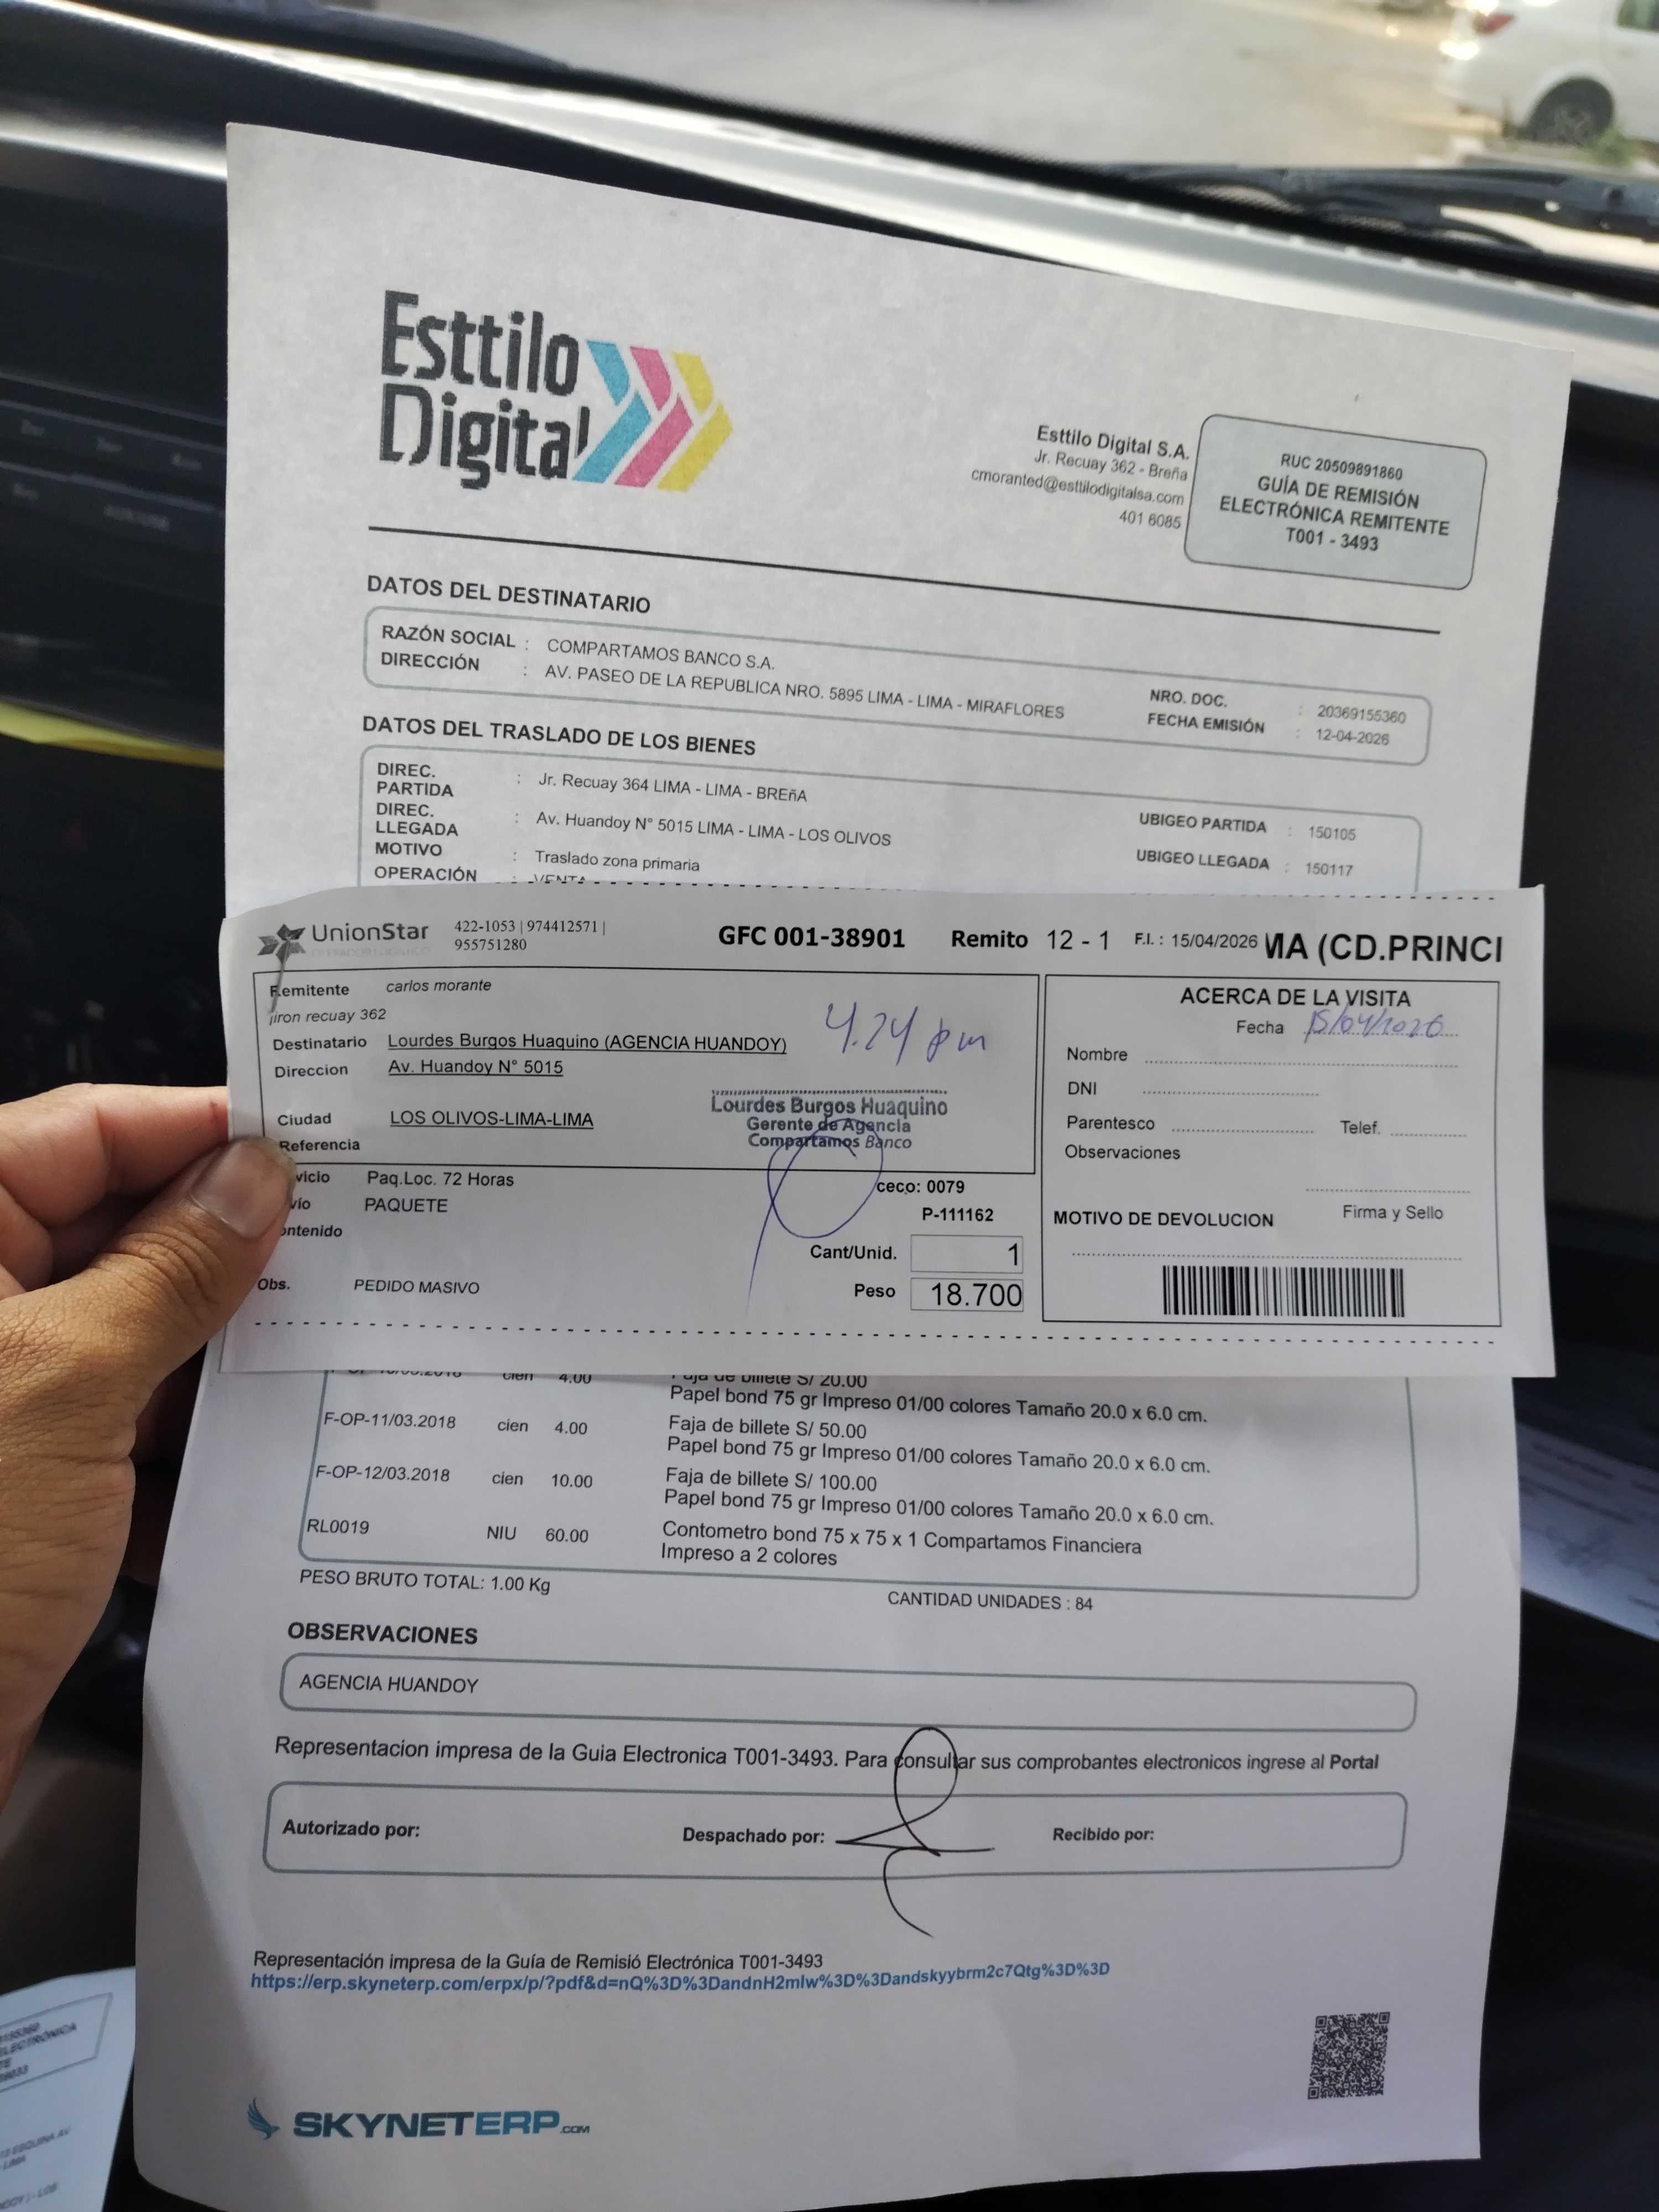 Esttilo
Digital
Esttilo Digital S.A.
Jr. Recuay 362 - Breña
cmoranted@esttilodigitalsa.com
401 6085
RUC 20509891860
GUÍA DE REMISIÓN
ELECTRÓNICA REMITENTE
T001 - 3493
DATOS DEL DESTINATARIO
RAZÓN SOCIAL : COMPARTAMOS BANCO S.A.
DIRECCIÓN : AV. PASEO DE LA REPUBLICA NRO. 5895 LIMA - LIMA - MIRAFLORES
NRO. DOC. : 20369155360
FECHA EMISIÓN : 12-04-2026
DATOS DEL TRASLADO DE LOS BIENES
DIREC. PARTIDA : Jr. Recuay 364 LIMA - LIMA - BREñA
DIREC. LLEGADA : Av. Huandoy N° 5015 LIMA - LIMA - LOS OLIVOS
MOTIVO : Traslado zona primaria
OPERACIÓN : VENTA
UBIGEO PARTIDA : 150105
UBIGEO LLEGADA : 150117
UnionStar 422-1053 | 974412571 |
955751280
GFC 001-38901 Remito 12 - 1 F.I. : 15/04/2026 MA (CD.PRINCI
Remitente carlos morante
jiron recuay 362
Destinatario Lourdes Burgos Huaquino (AGENCIA HUANDOY)
Direccion Av. Huandoy N° 5015
4.24 pm
Ciudad LOS OLIVOS-LIMA-LIMA
Referencia
Lourdes Burgos Huaquino
Gerente de Agencia
Compartamos Banco
vicio Paq.Loc. 72 Horas
vío PAQUETE
ontenido
ceco: 0079
P-111162
Cant/Unid. 1
Peso 18.700
Obs. PEDIDO MASIVO
ACERCA DE LA VISITA
Fecha 15/04/2026
Nombre
DNI
Parentesco Telef.
Observaciones
Firma y Sello
MOTIVO DE DEVOLUCION
cien 4.00 Faja de billete S/ 20.00
Papel bond 75 gr Impreso 01/00 colores Tamaño 20.0 x 6.0 cm.
F-OP-11/03.2018 cien 4.00 Faja de billete S/ 50.00
Papel bond 75 gr Impreso 01/00 colores Tamaño 20.0 x 6.0 cm.
F-OP-12/03.2018 cien 10.00 Faja de billete S/ 100.00
Papel bond 75 gr Impreso 01/00 colores Tamaño 20.0 x 6.0 cm.
RL0019 NIU 60.00 Contometro bond 75 x 75 x 1 Compartamos Financiera
Impreso a 2 colores
PESO BRUTO TOTAL: 1.00 Kg
CANTIDAD UNIDADES : 84
OBSERVACIONES
AGENCIA HUANDOY
Representacion impresa de la Guia Electronica T001-3493. Para consultar sus comprobantes electronicos ingrese al Portal
Autorizado por: Despachado por: Recibido por:
Representación impresa de la Guía de Remisió Electrónica T001-3493
https://erp.skyneterp.com/erpx/p/?pdf&d=nQ%3D%3DandnH2mlw%3D%3Dandskyybrm2c7Qtg%3D%3D
SKYNETERP.COM